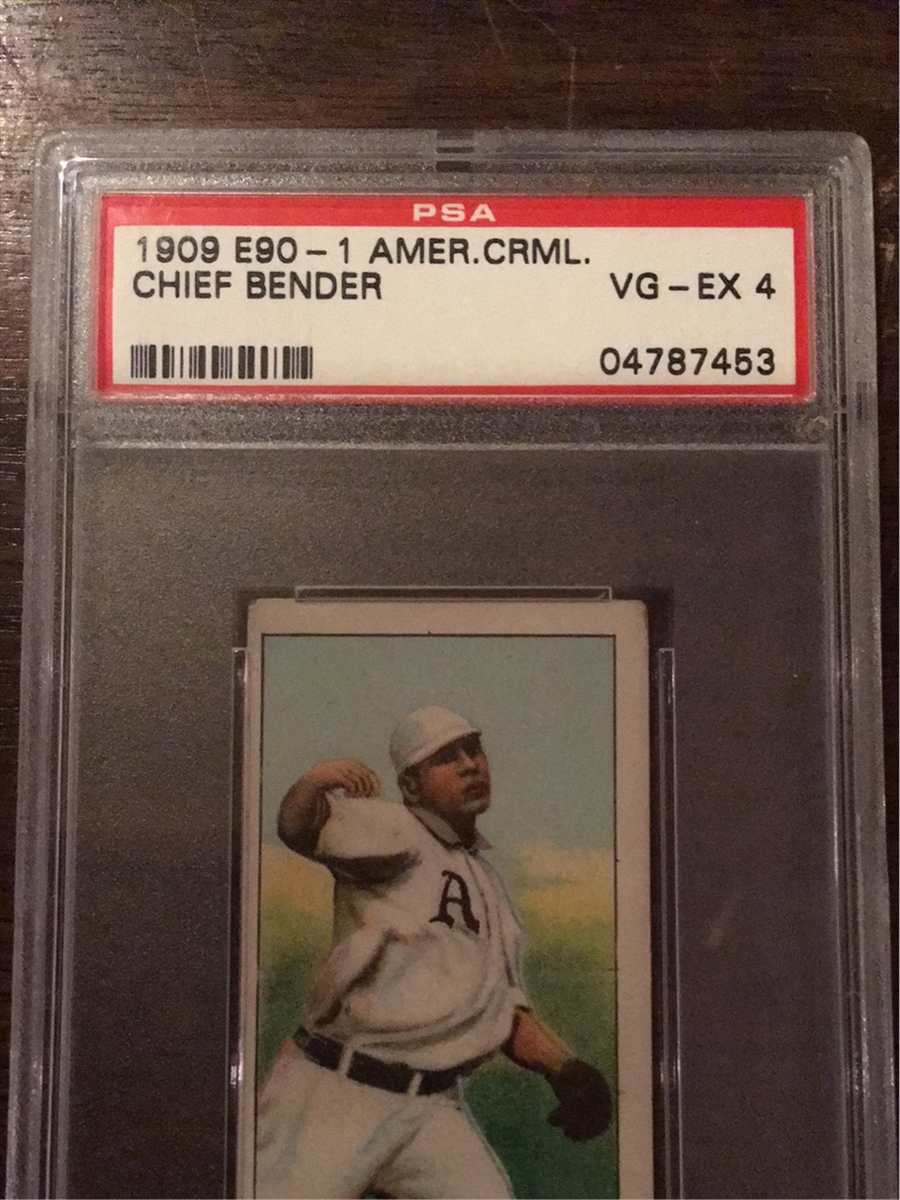 PSA
1909 E90-1 AMER.CRML.
CHIEF BENDER VG-EX 4
04787453
A